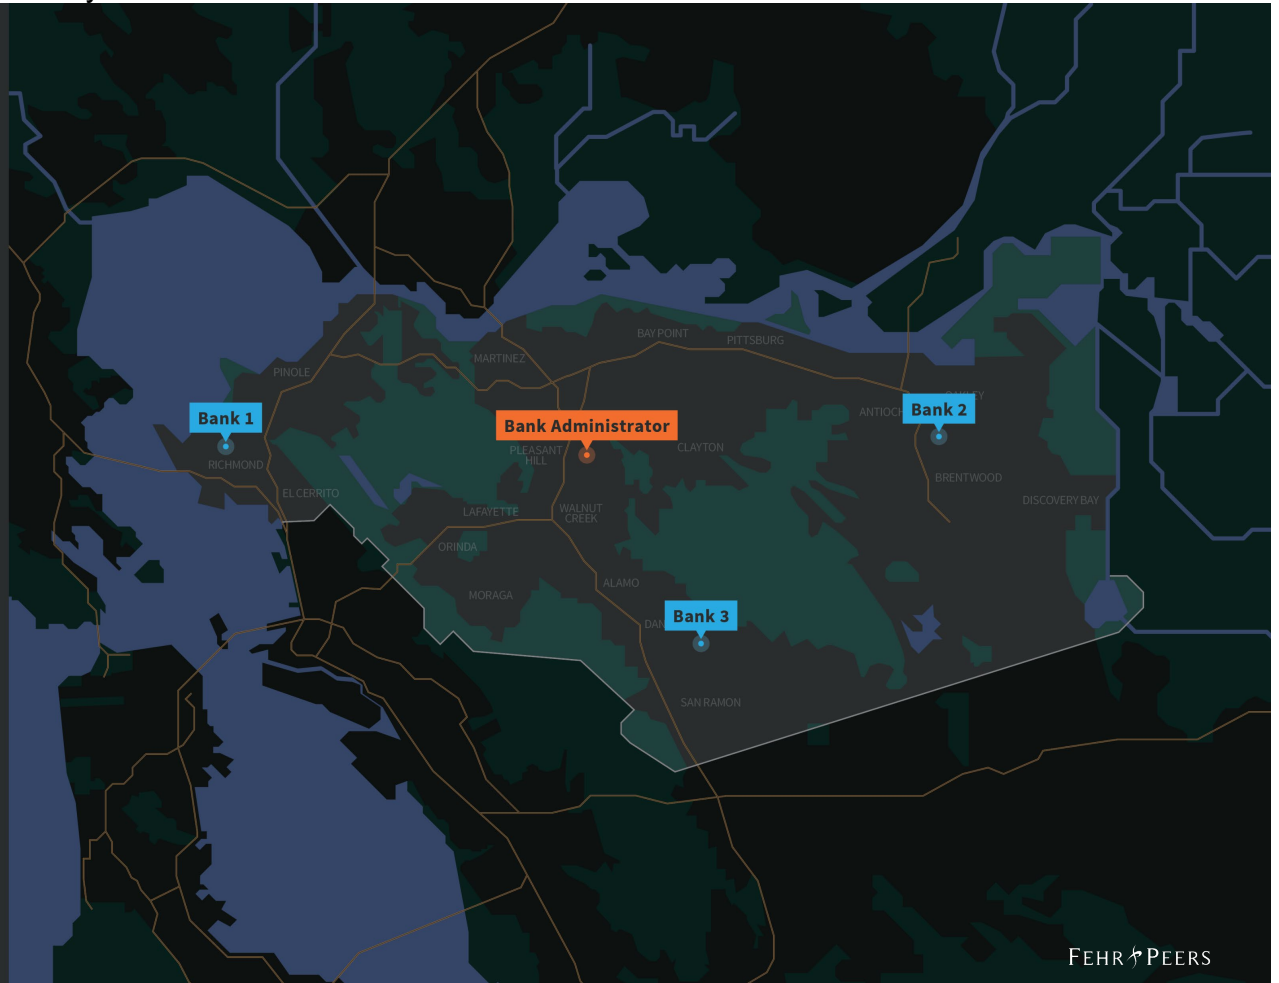 BAY POINT
PITTSBURG
MARTINEZ
PINOLE
Bank 1
Bank Administrator
ANTIOCH
Bank 2
PLEASANT
HILL
CLAYTON
RICHMOND
BRENTWOOD
EL CERRITO
DISCOVERY BAY
LAFAYETTE
WALNUT
CREEK
ORINDA
ALAMO
MORAGA
Bank 3
SAN RAMON
FEHR PEERS